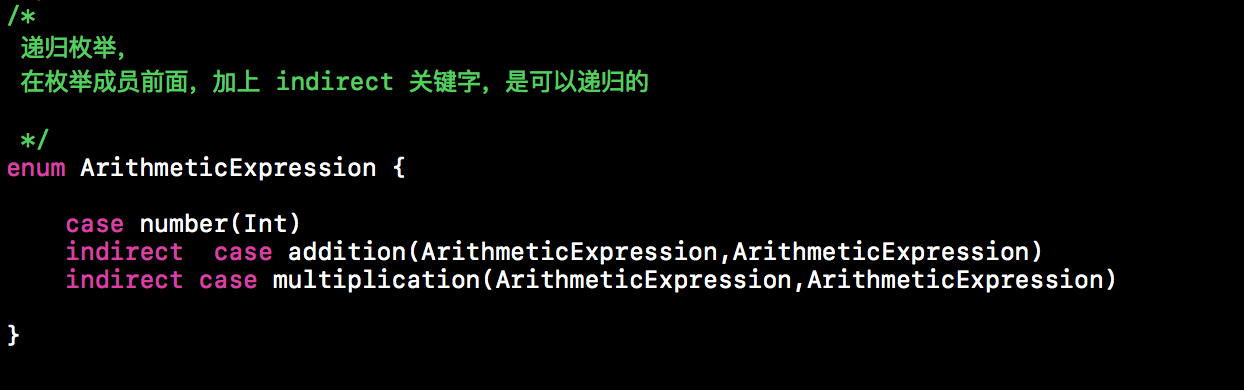 /*
递归枚举，
在枚举成员前面，加上 indirect 关键字，是可以递归的
*/
enum ArithmeticExpression {
case number(Int)
indirect  case addition(ArithmeticExpression,ArithmeticExpression)
indirect case multiplication(ArithmeticExpression,ArithmeticExpression)
}